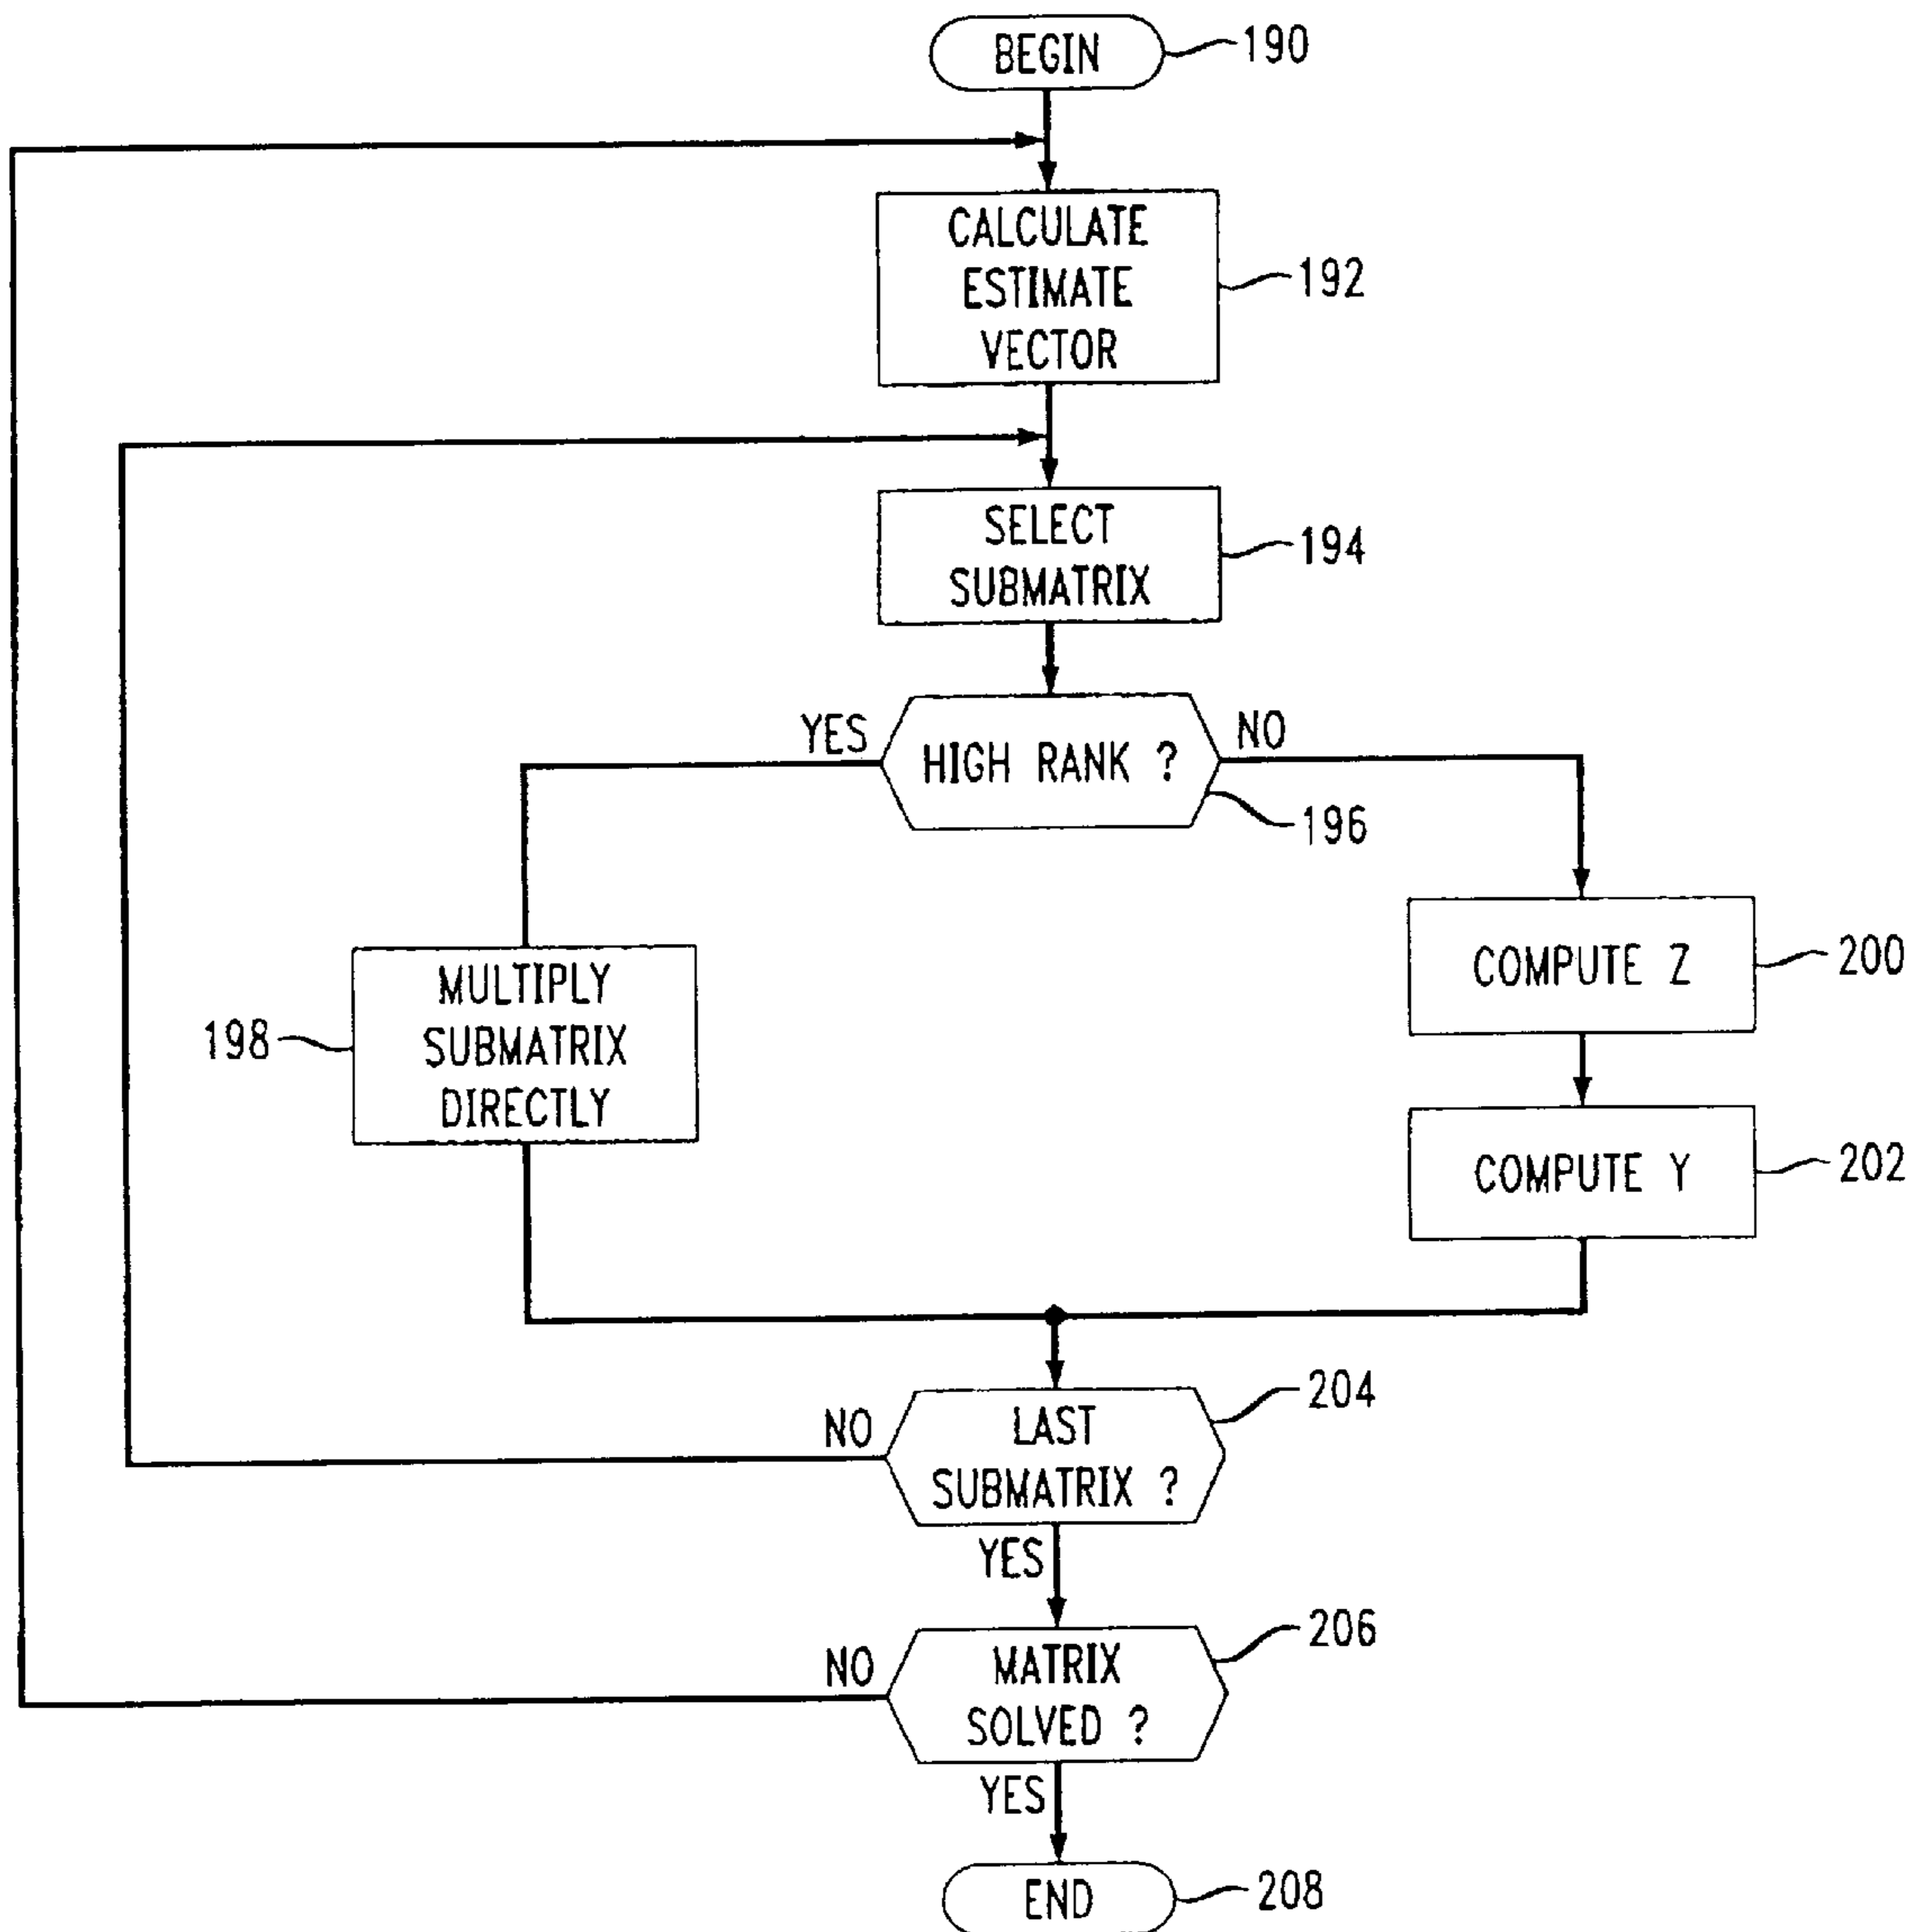 BEGIN
190
CALCULATE
ESTIMATE
VECTOR
192
SELECT
SUBMATRIX
194
YES
HIGH RANK ?
NO
196
MULTIPLY
SUBMATRIX
DIRECTLY
198
COMPUTE Z
200
COMPUTE Y
202
LAST
SUBMATRIX ?
204
NO
YES
MATRIX
SOLVED ?
206
NO
YES
END
208